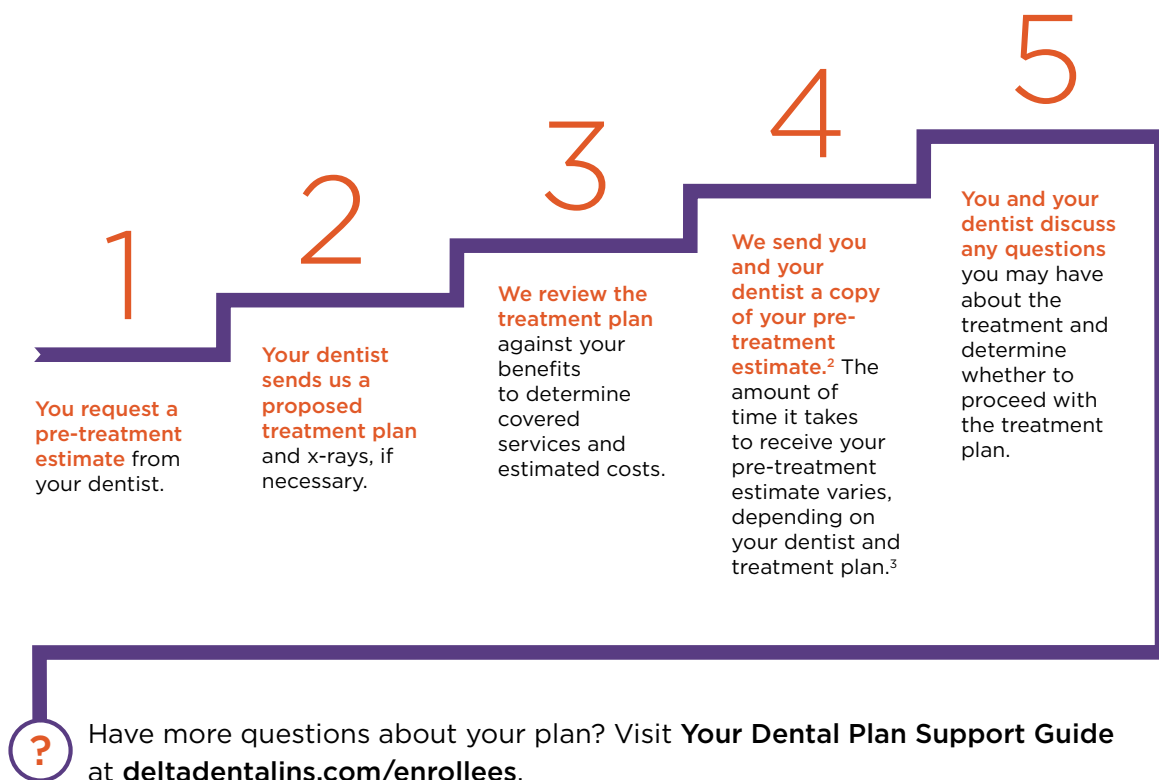 1
You request a
pre-treatment
estimate from
your dentist.
2
Your dentist
sends us a
proposed
treatment plan
and x-rays, if
necessary.
3
We review the
treatment plan
against your
benefits
to determine
covered
services and
estimated costs.
4
We send you
and your
dentist a copy
of your pre-
treatment
estimate.² The
amount of
time it takes
to receive your
pre-treatment
estimate varies,
depending on
your dentist and
treatment plan.³
5
You and your
dentist discuss
any questions
you may have
about the
treatment and
determine
whether to
proceed with
the treatment
plan.
?
Have more questions about your plan? Visit Your Dental Plan Support Guide
at deltadentalins.com/enrollees.